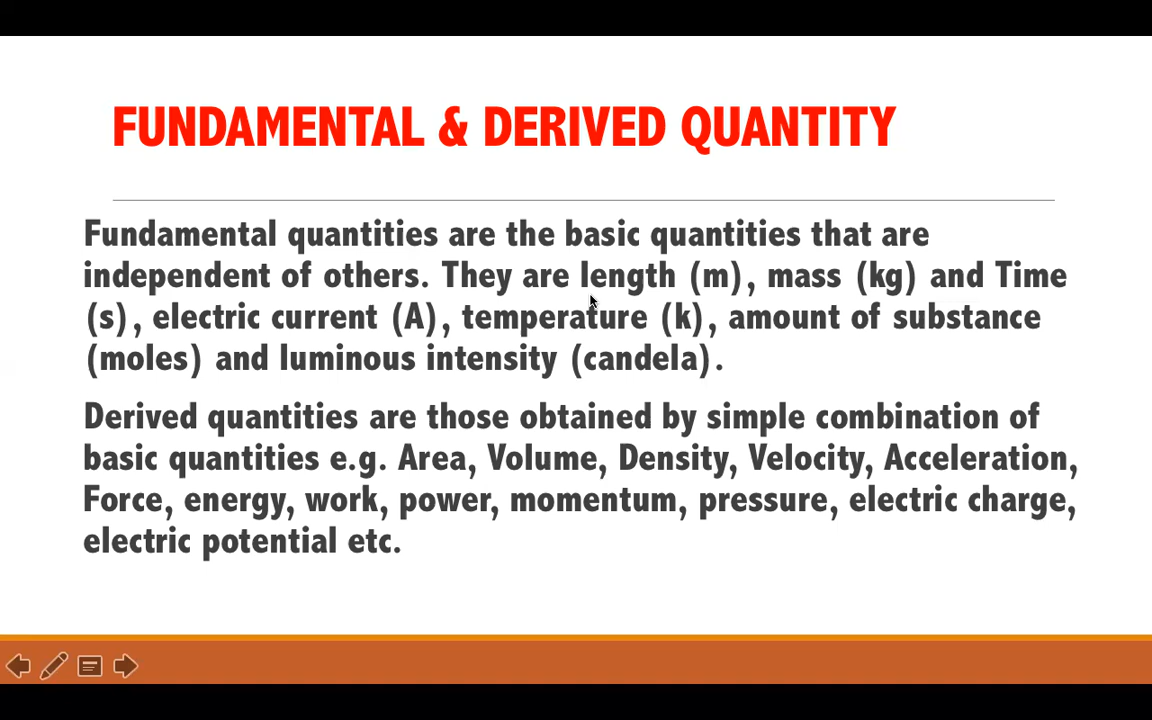 FUNDAMENTAL & DERIVED QUANTITY
Fundamental quantities are the basic quantities that are
independent of others. They are length (m), mass (kg) and Time
(s), electric current (A), temperature (k), amount of substance
(moles) and luminous intensity (candela).
Derived quantities are those obtained by simple combination of
basic quantities e.g. Area, Volume, Density, Velocity, Acceleration,
Force, energy, work, power, momentum, pressure, electric charge,
electric potential etc.